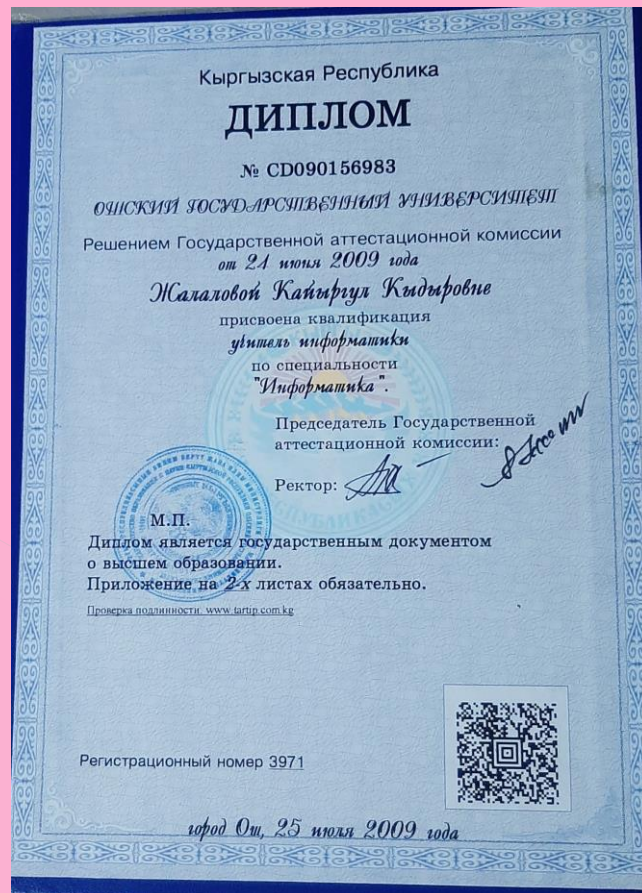 Кыргызская Республика
ДИПЛОМ
№ CD090156983
ОШСКИЙ ГОСУДАРСТВЕННЫЙ УНИВЕРСИТЕТ
Решением Государственной аттестационной комиссии
от 21 июня 2009 года
Жалаловой Кайыргул Кыдыровне
присвоена квалификация
учитель информатики
по специальности
"Информатика".
Председатель Государственной
аттестационной комиссии:
Ректор:
М.П.
Диплом является государственным документом
о высшем образовании.
Приложение на 2-х листах обязательно.
Проверка подлинности: www.tartip.com.kg
Регистрационный номер 3971
город Ош, 25 июля 2009 года